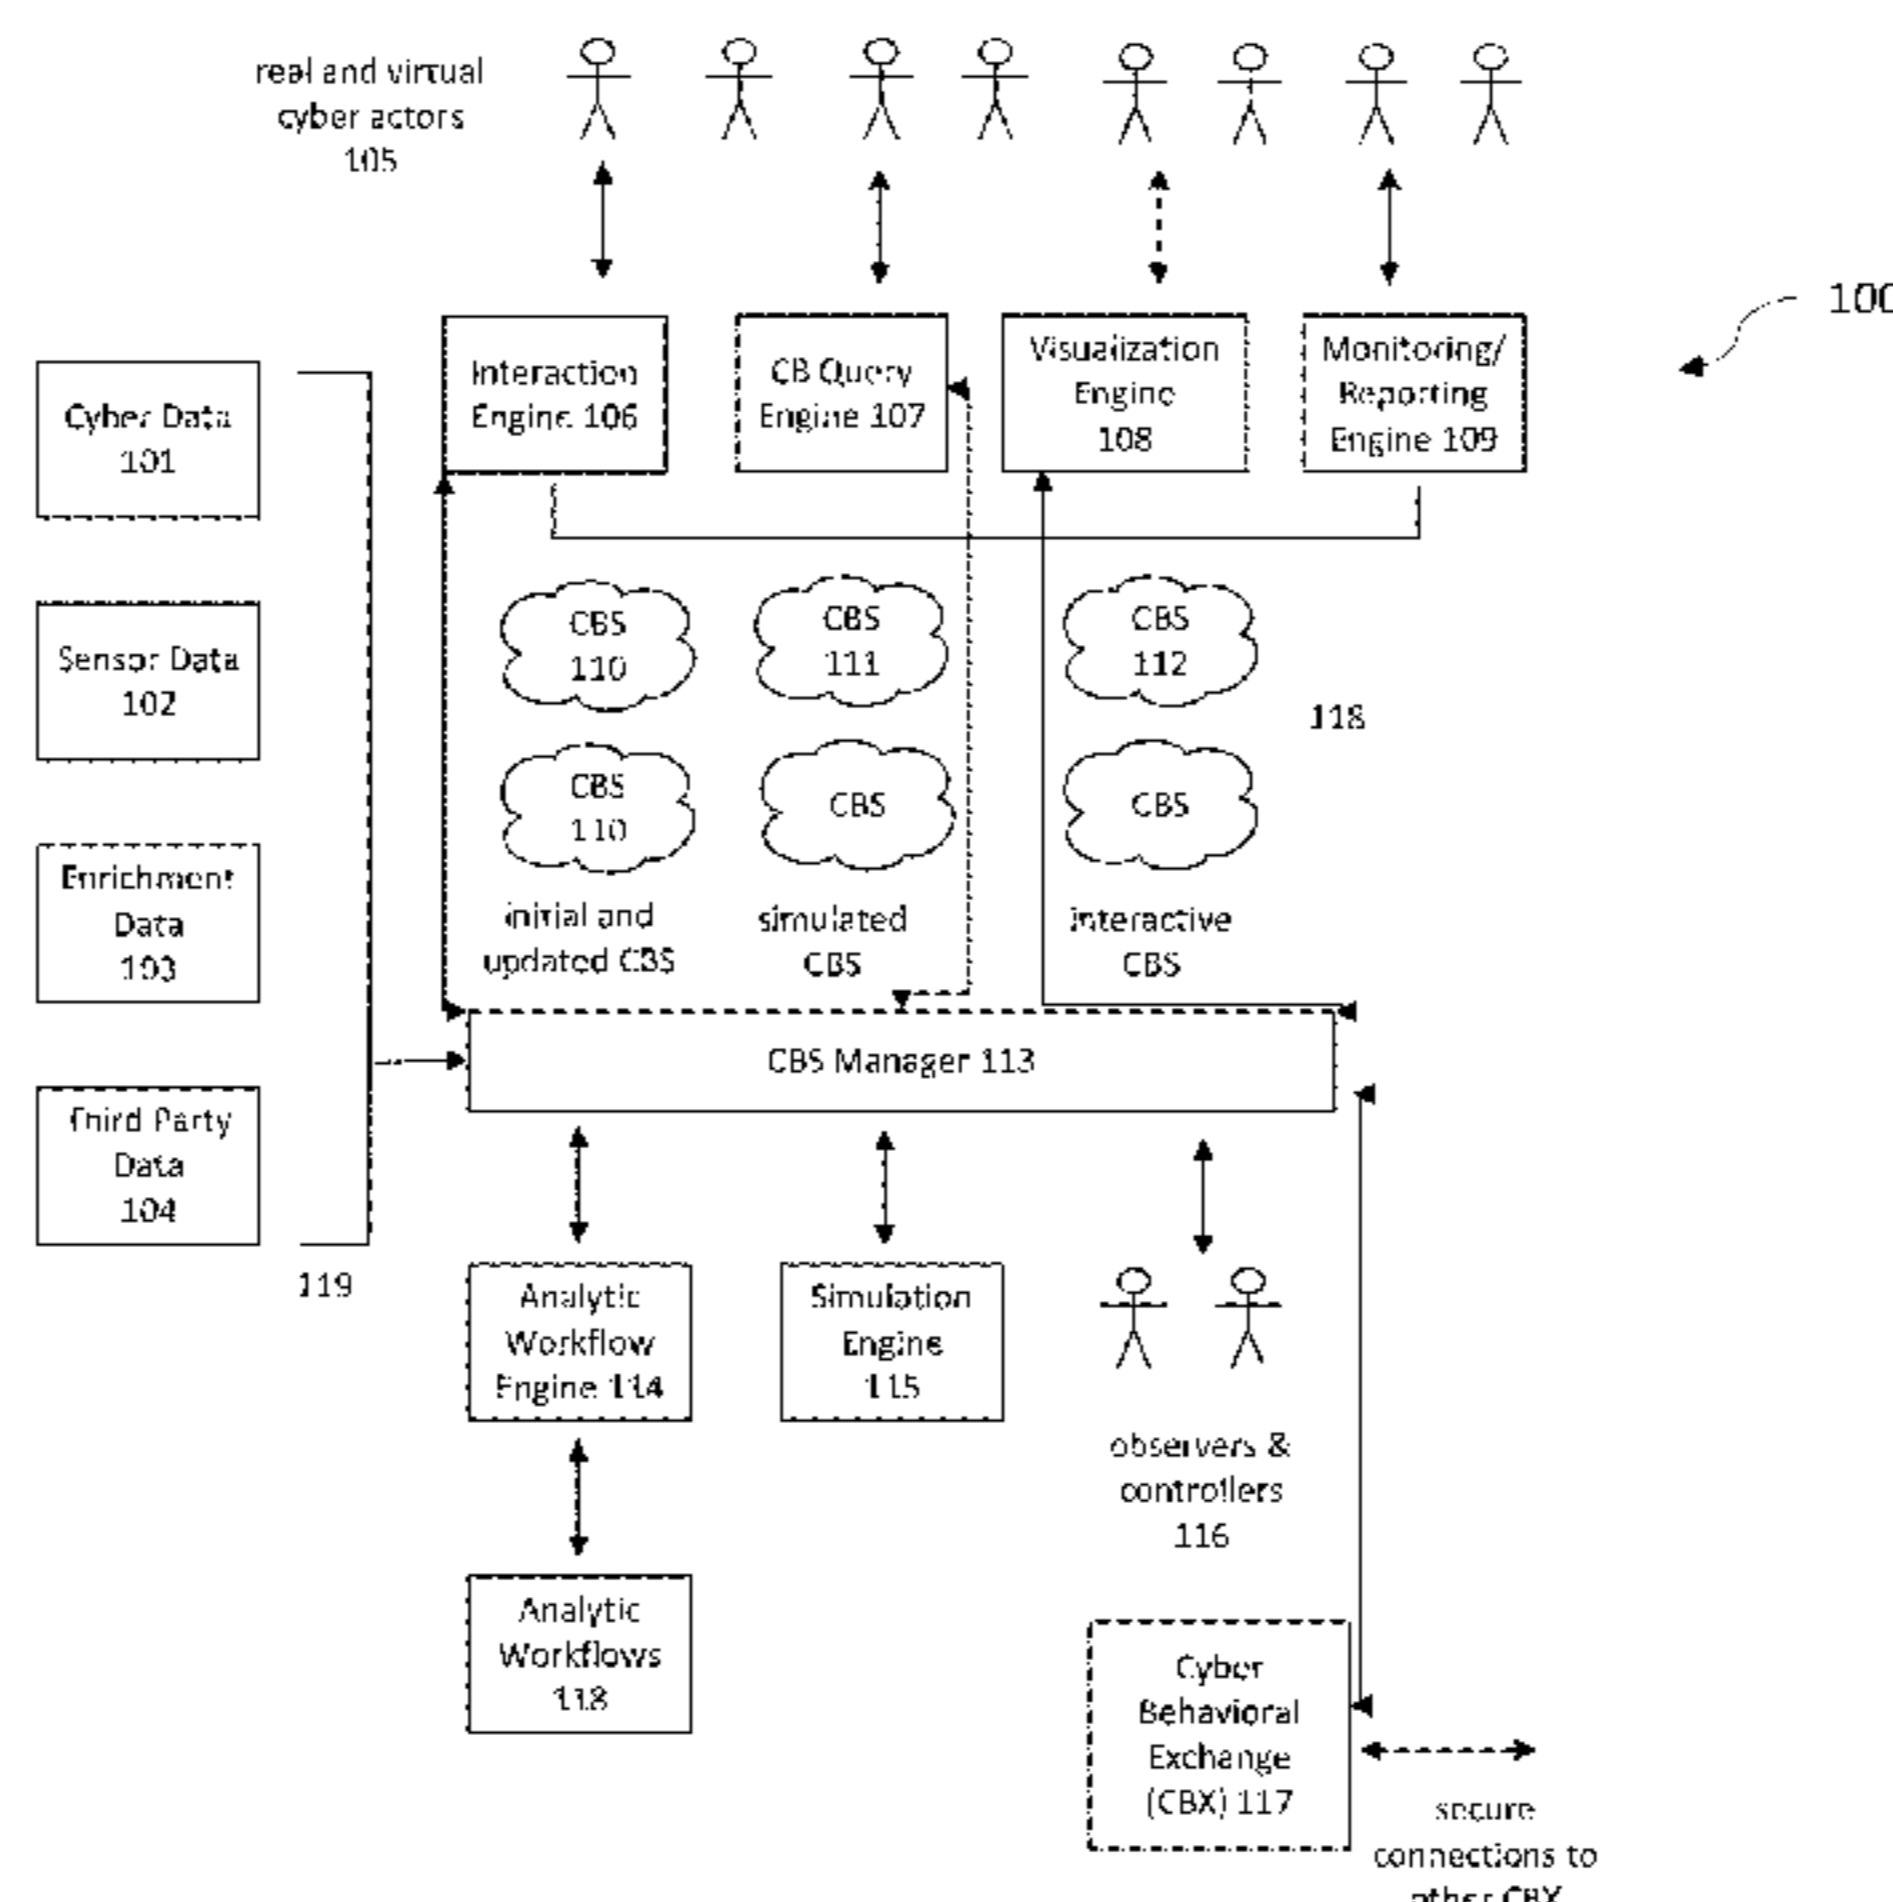 real and virtual
cyber actors
105
100
Interaction
Engine 106
CB Query
Engine 107
Visualization
Engine
108
Monitoring/
Reporting
Engine 109
Cyber Data
101
Sensor Data
102
Enrichment
Data
103
Third Party
Data
104
119
CBS
110
CBS
111
CBS
112
118
CBS
110
CBS
CBS
initial and
updated CBS
simulated
CBS
interactive
CBS
CBS Manager 113
Analytic
Workflow
Engine 114
Simulation
Engine
115
observers &
controllers
116
Analytic
Workflows
118
Cyber
Behavioral
Exchange
(CBX) 117
secure
connections to
other CBX